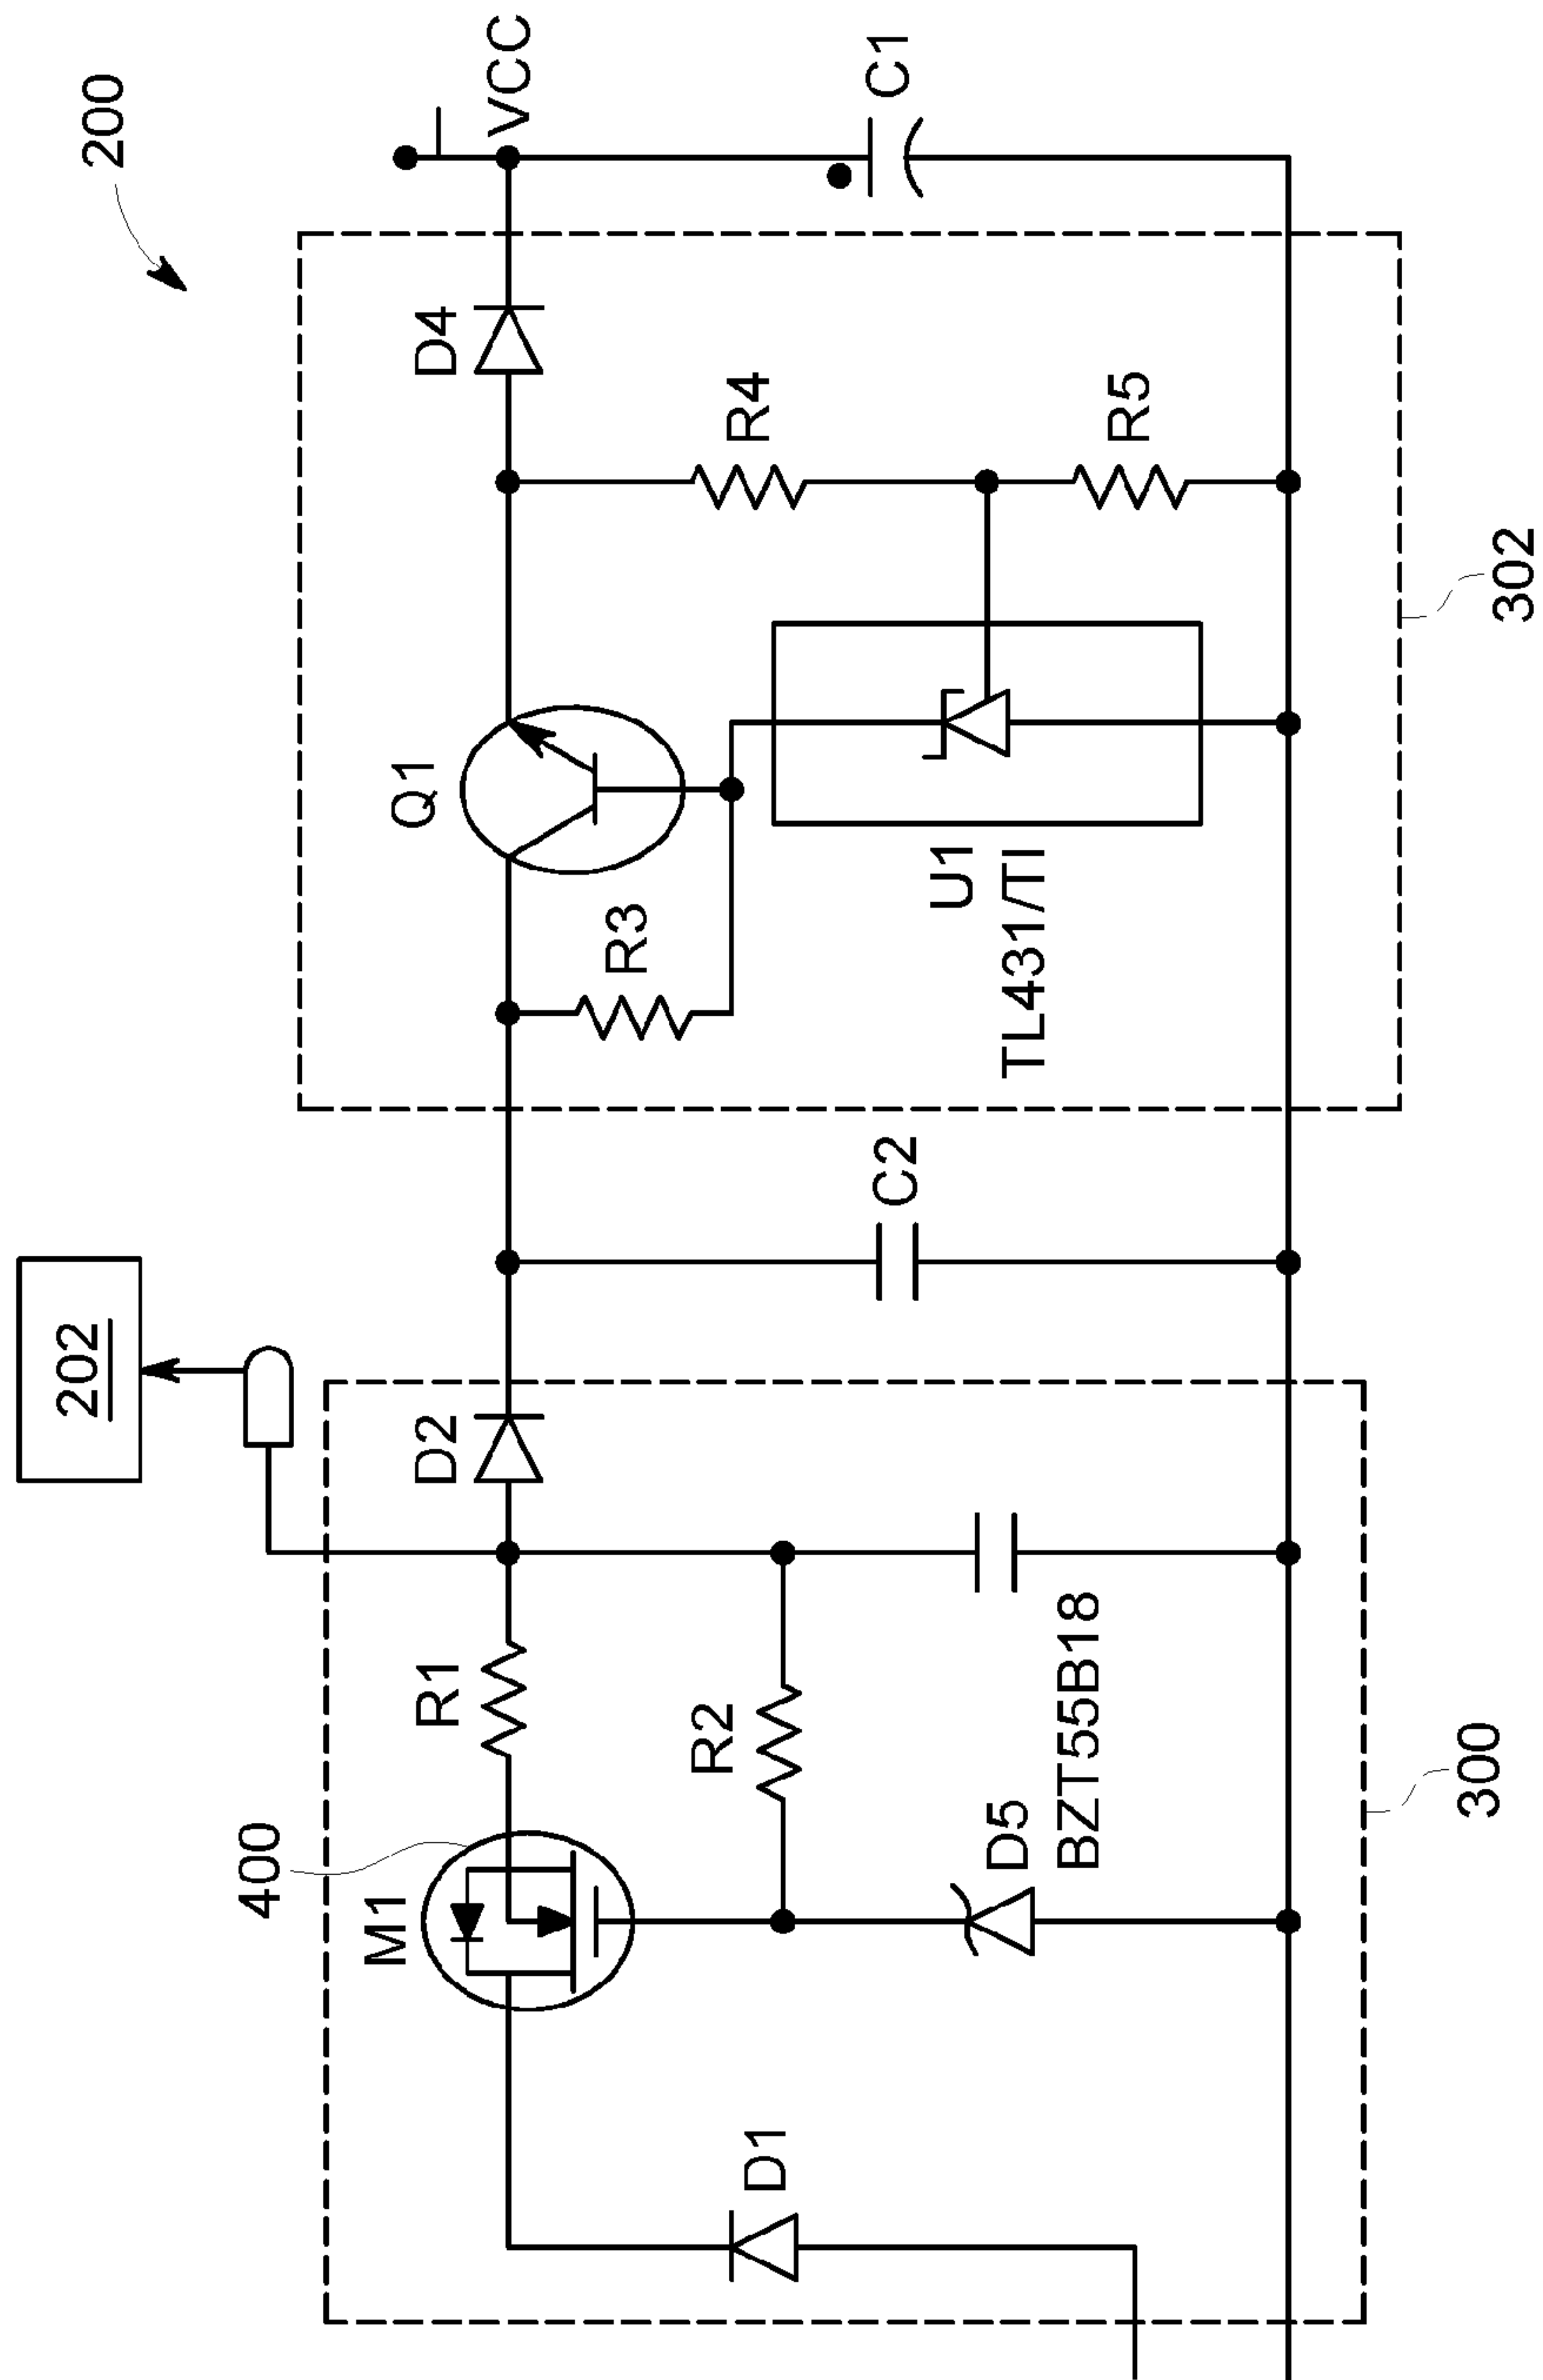 200
202
VCC
C1
D4
R4
R5
Q1
R3
U1
TL431/TI
302
C2
D2
R1
R2
400
M1
D5
BZT55B18
300
D1